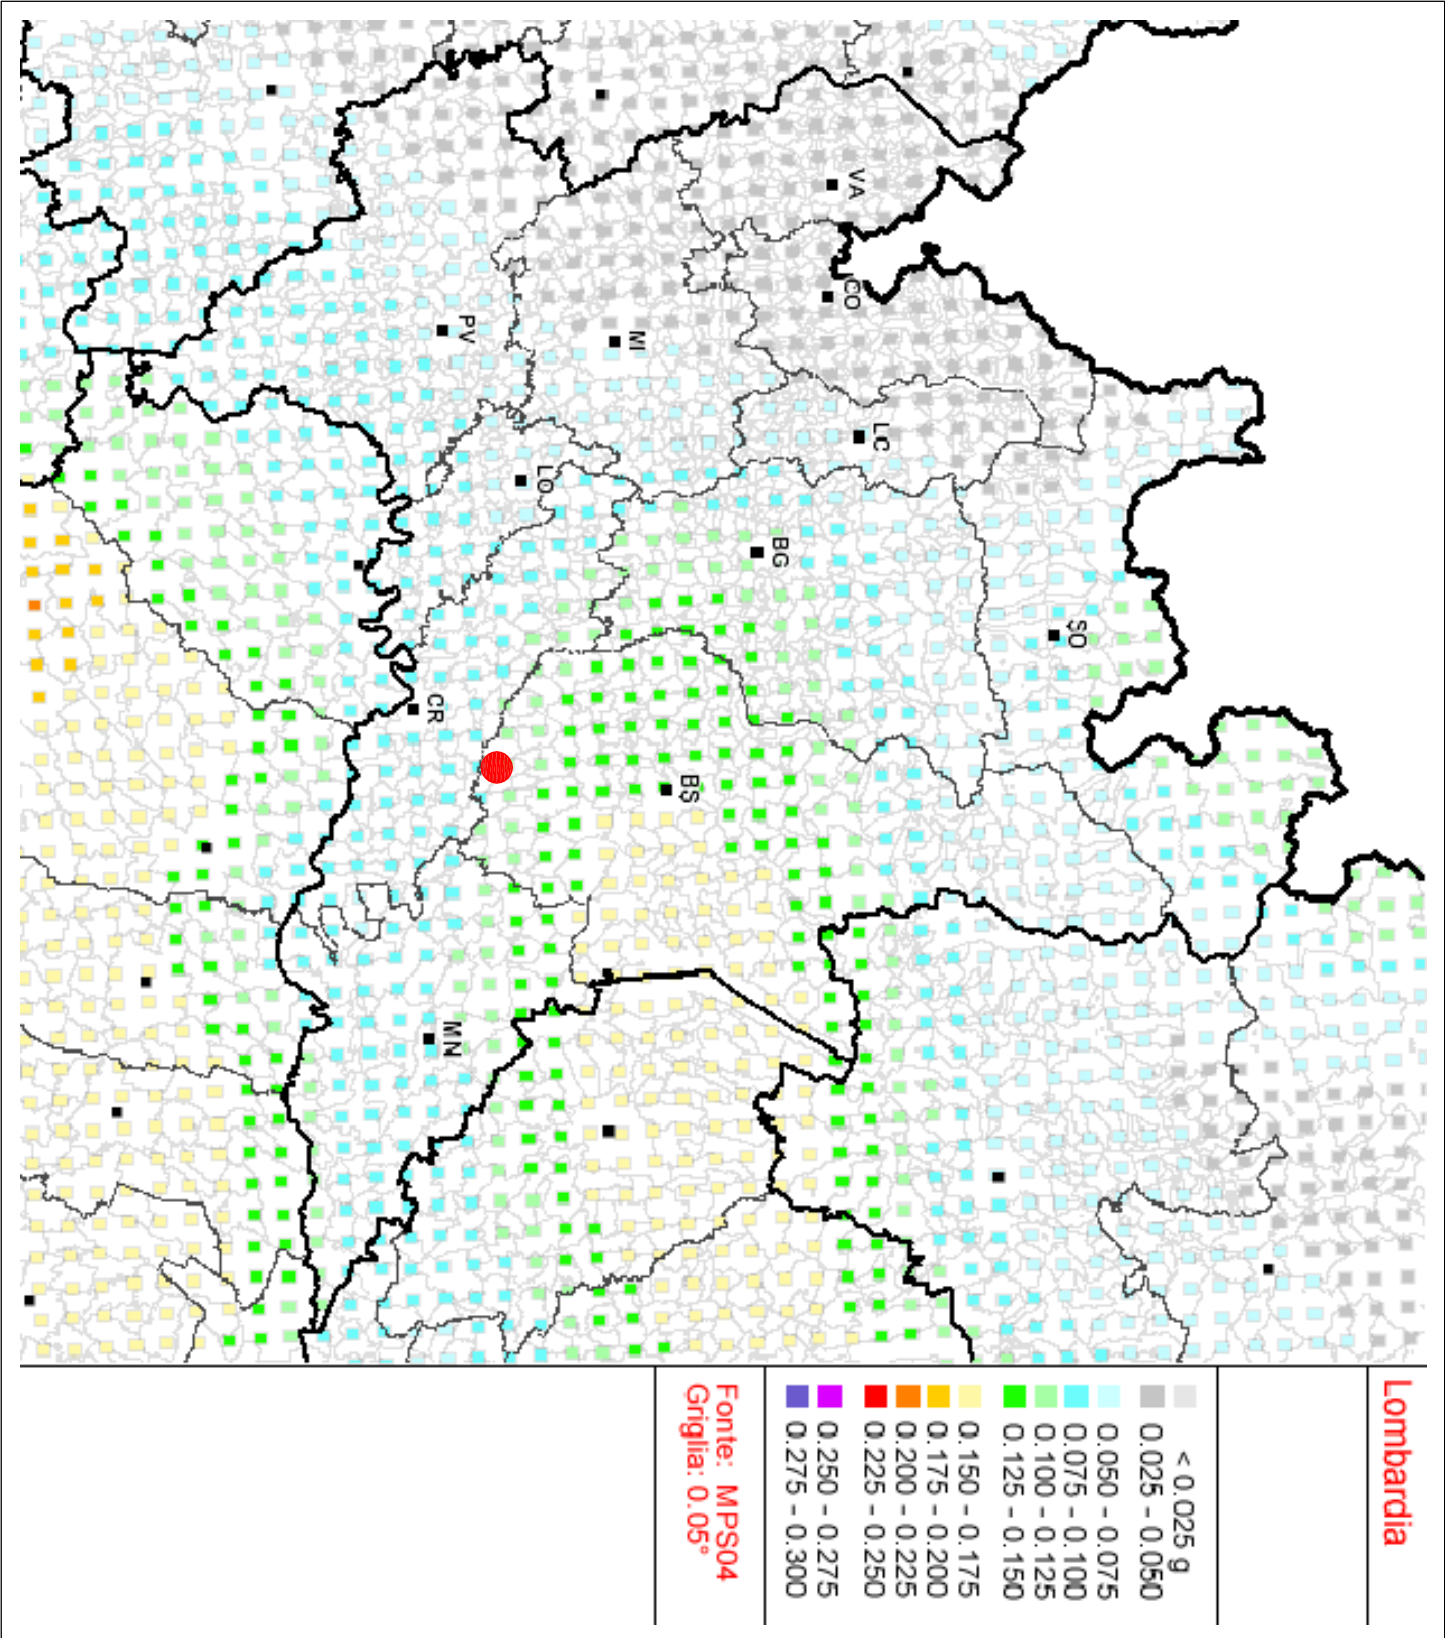 Lombardia
< 0.025 g
0.025 - 0.050
0.050 - 0.075
0.075 - 0.100
0.100 - 0.125
0.125 - 0.150
0.150 - 0.175
0.175 - 0.200
0.200 - 0.225
0.225 - 0.250
0.250 - 0.275
0.275 - 0.300
Fonte: MPS04
Griglia: 0.05°
VA
CO
LC
SO
BG
MI
PV
LO
CR
BS
MN